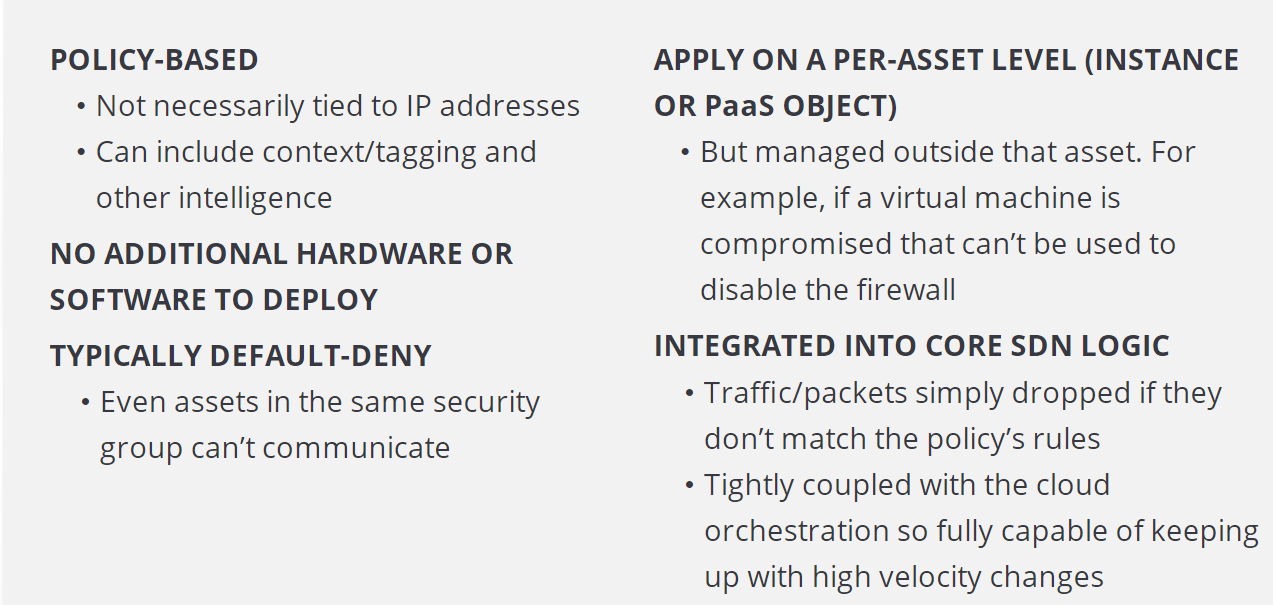 POLICY-BASED
• Not necessarily tied to IP addresses
• Can include context/tagging and
other intelligence
NO ADDITIONAL HARDWARE OR
SOFTWARE TO DEPLOY
TYPICALLY DEFAULT-DENY
• Even assets in the same security
group can’t communicate
APPLY ON A PER-ASSET LEVEL (INSTANCE
OR PaaS OBJECT)
• But managed outside that asset. For
example, if a virtual machine is
compromised that can’t be used to
disable the firewall
INTEGRATED INTO CORE SDN LOGIC
• Traffic/packets simply dropped if they
don’t match the policy’s rules
• Tightly coupled with the cloud
orchestration so fully capable of keeping
up with high velocity changes